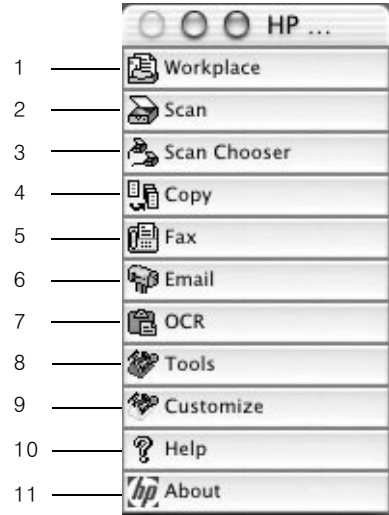 HP ...
1 Workplace
2 Scan
3 Scan Chooser
4 Copy
5 Fax
6 Email
7 OCR
8 Tools
9 Customize
10 Help
11 hp About